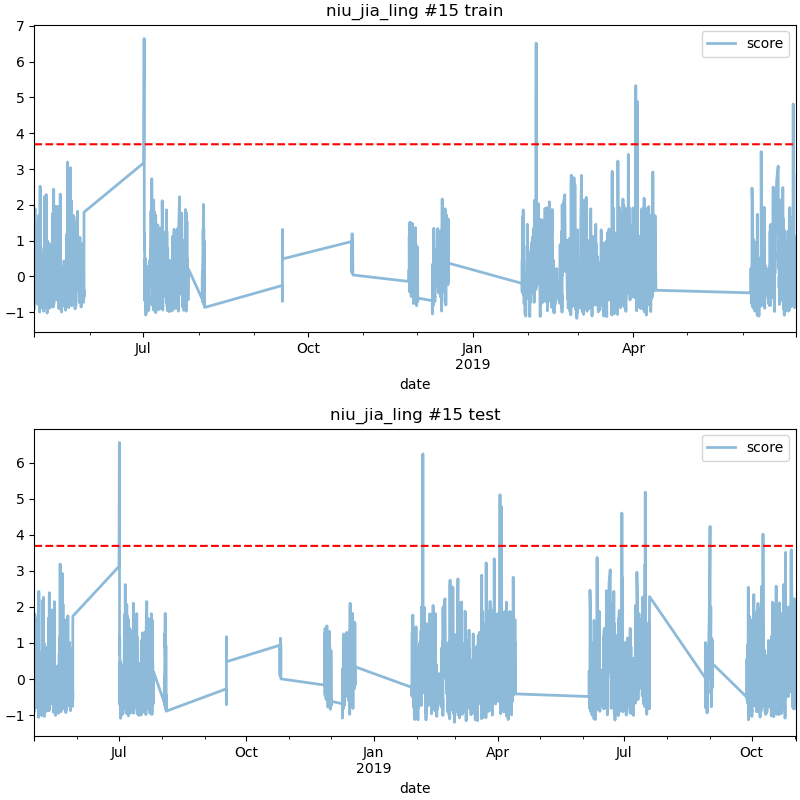 niu_jia_ling #15 train
score
7
6
5
4
3
2
1
0
−1
Jul
Oct
Jan
2019
Apr
date
niu_jia_ling #15 test
score
6
5
4
3
2
1
0
−1
Jul
Oct
Jan
2019
Apr
Jul
Oct
date